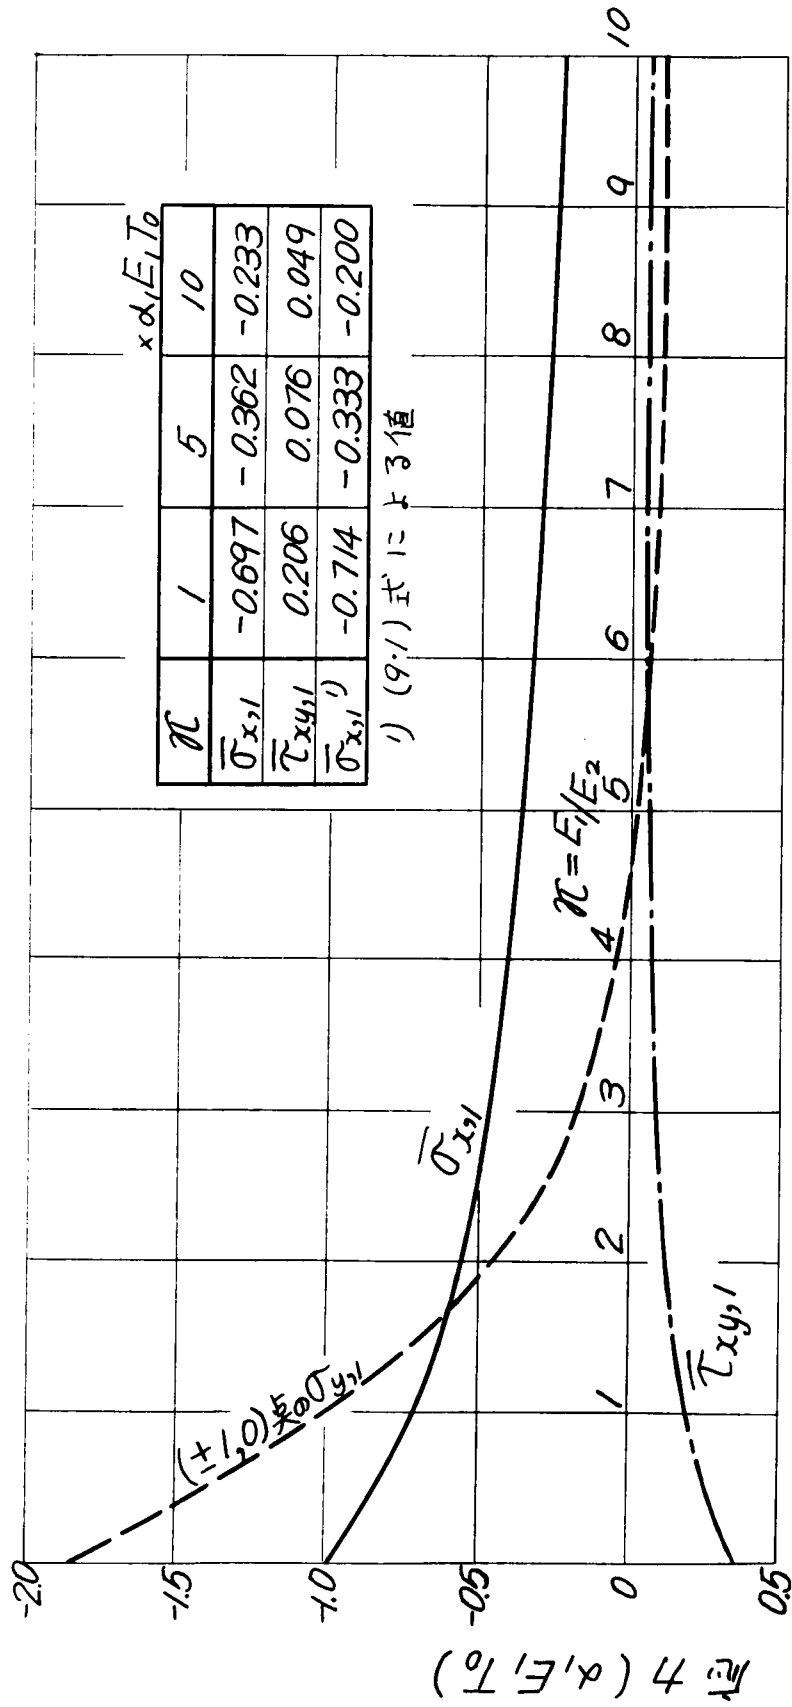 -2.0
-1.5
-1.0
-0.5
0
0.5
応力 (α₁E₁T₀)
1
2
3
4
5
6
7
8
9
10
ϰ=E₁/E₂
(±1,0)点のσy,1
σ̅x,1
τ̅xy,1
×α₁E₁T₀
ϰ 1 5 10
σ̅x,1 -0.697 -0.362 -0.233
τ̅xy,1 0.206 0.076 0.049
σ̅x,1 1) -0.714 -0.333 -0.200
1) (9・1)式による値